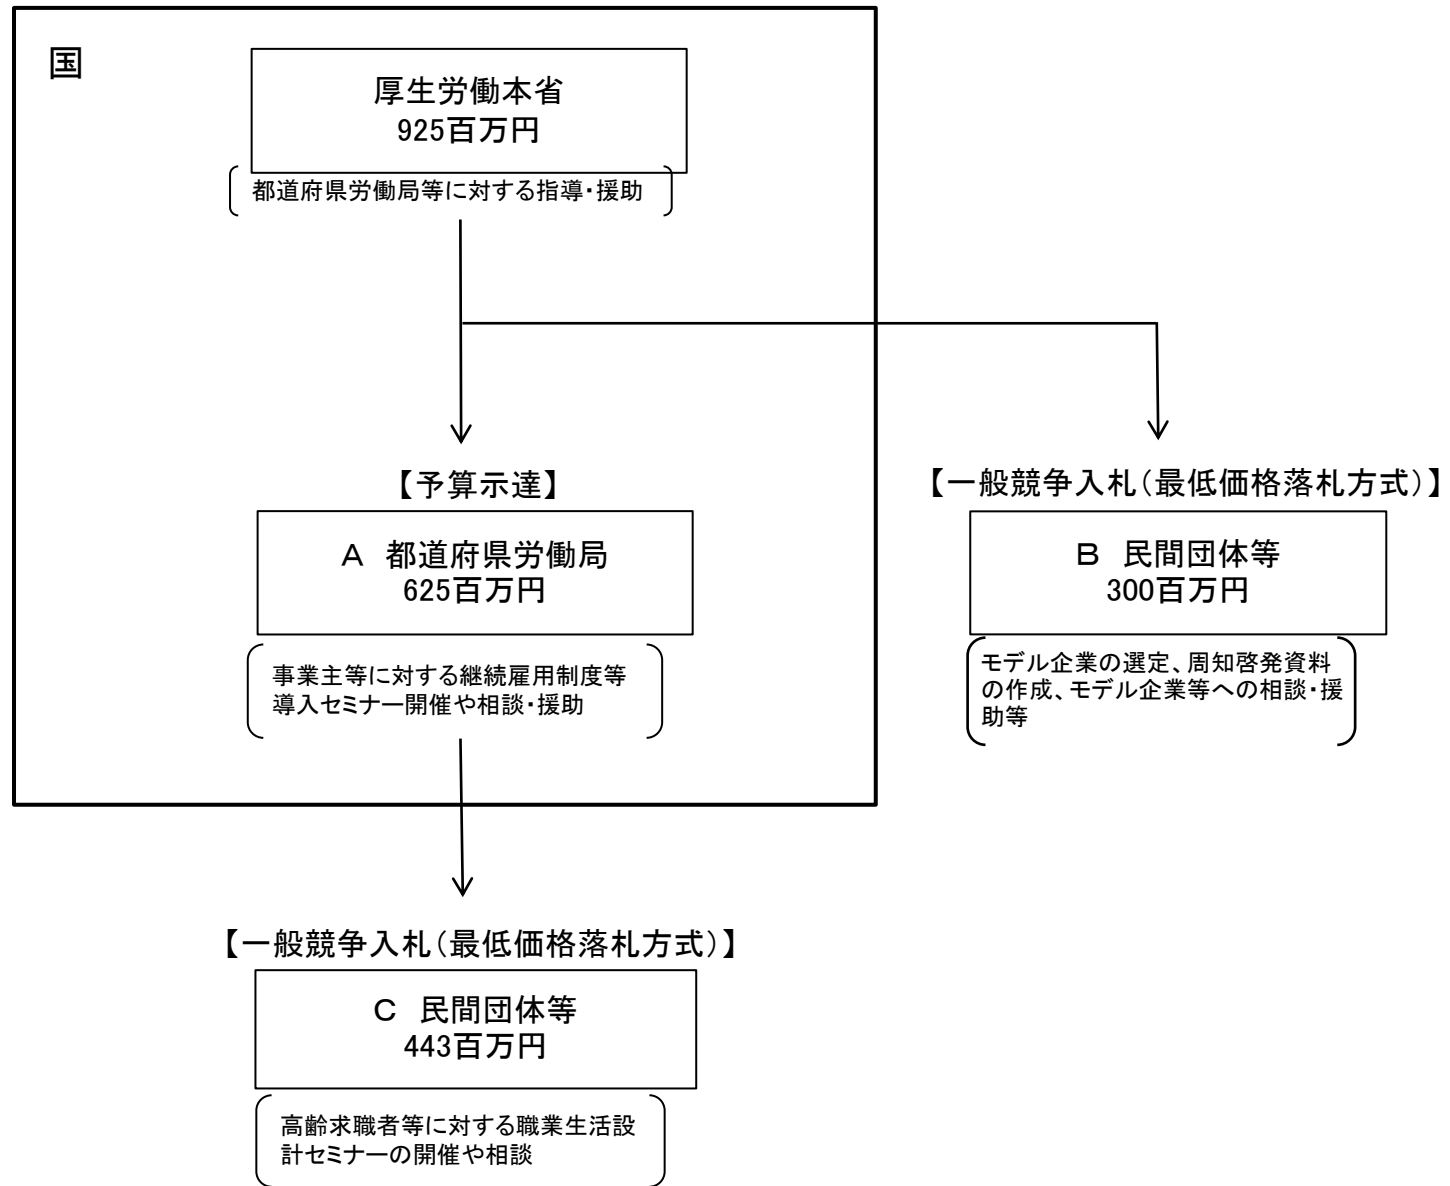 国
厚生労働本省
925百万円
都道府県労働局等に対する指導・援助
【予算示達】
A 都道府県労働局
625百万円
事業主等に対する継続雇用制度等
導入セミナー開催や相談・援助
【一般競争入札(最低価格落札方式)】
B 民間団体等
300百万円
モデル企業の選定、周知啓発資料
の作成、モデル企業等への相談・援
助等
【一般競争入札(最低価格落札方式)】
C 民間団体等
443百万円
高齢求職者等に対する職業生活設
計セミナーの開催や相談